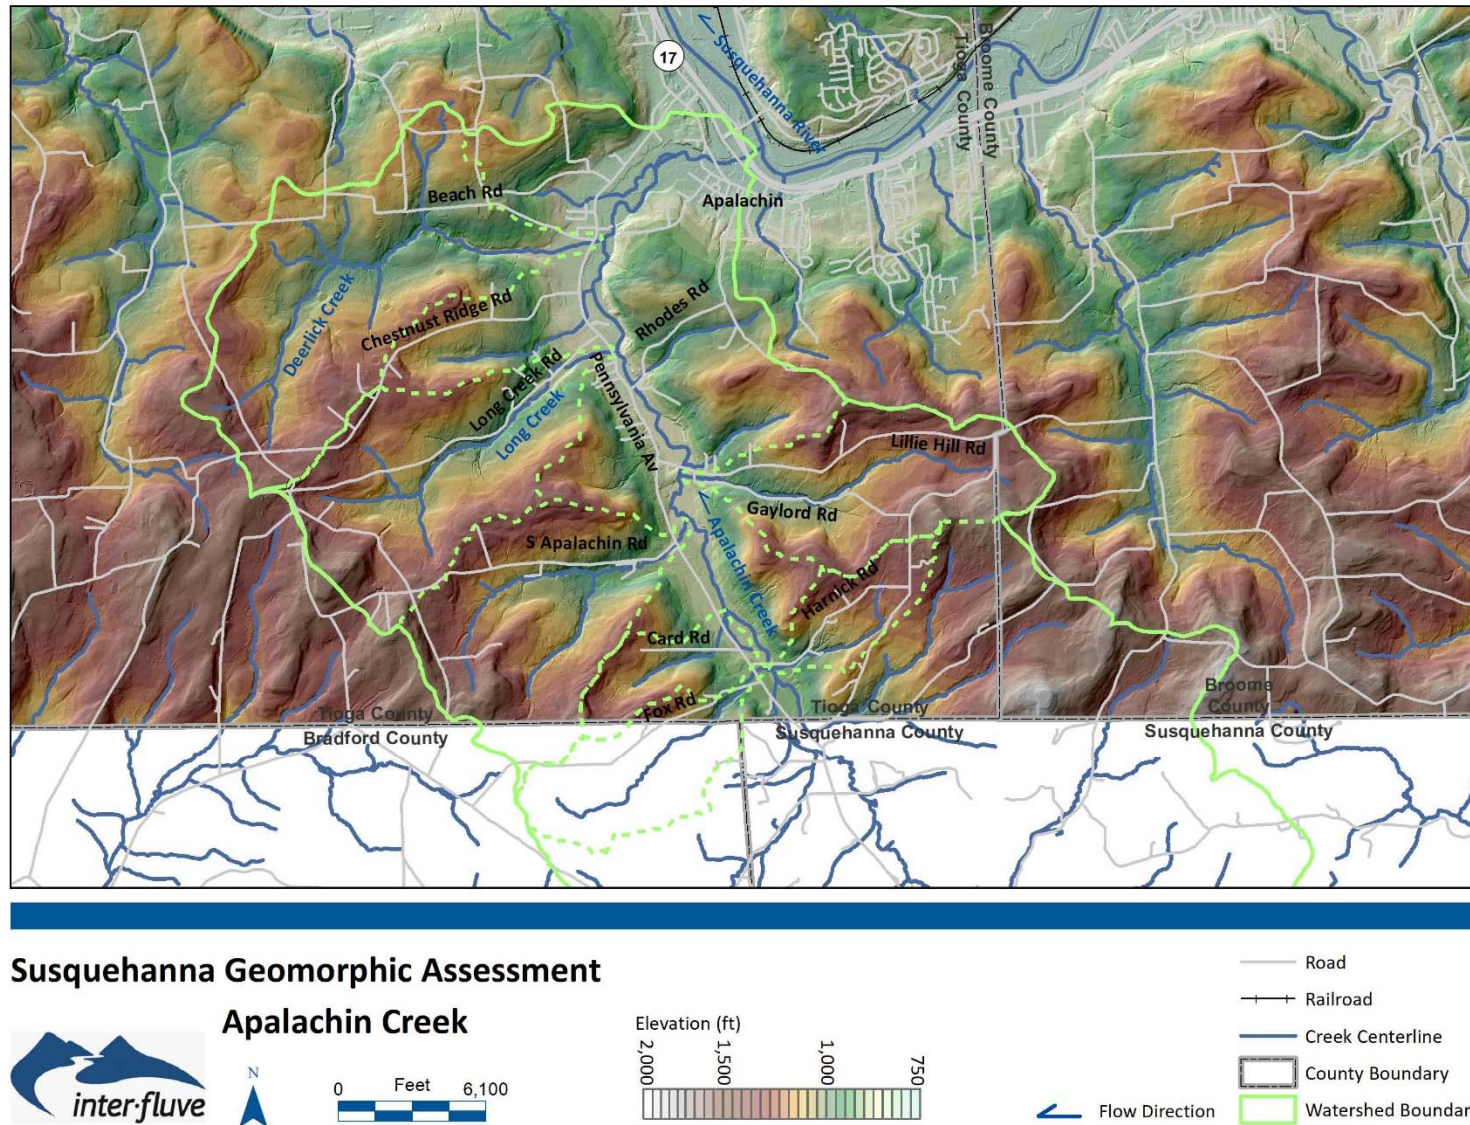 17
Susquehanna River
Broome County
Tioga County
Beach Rd
Apalachin
Rhodes Rd
Chestnust Ridge Rd
Deerlick Creek
Long Creek Rd
Long Creek
Pennsylvania Av
Lillie Hill Rd
Gaylord Rd
Apalachin Creek
S Apalachin Rd
Harnick Rd
Card Rd
Fox Rd
Tioga County
Bradford County
Tioga County
Susquehanna County
Broome
County
Susquehanna County
Susquehanna Geomorphic Assessment
Apalachin Creek
inter·fluve
N
0 Feet 6,100
Elevation (ft)
2,000 1,500 1,000 750
Flow Direction
Road
Railroad
Creek Centerline
County Boundary
Watershed Boundar